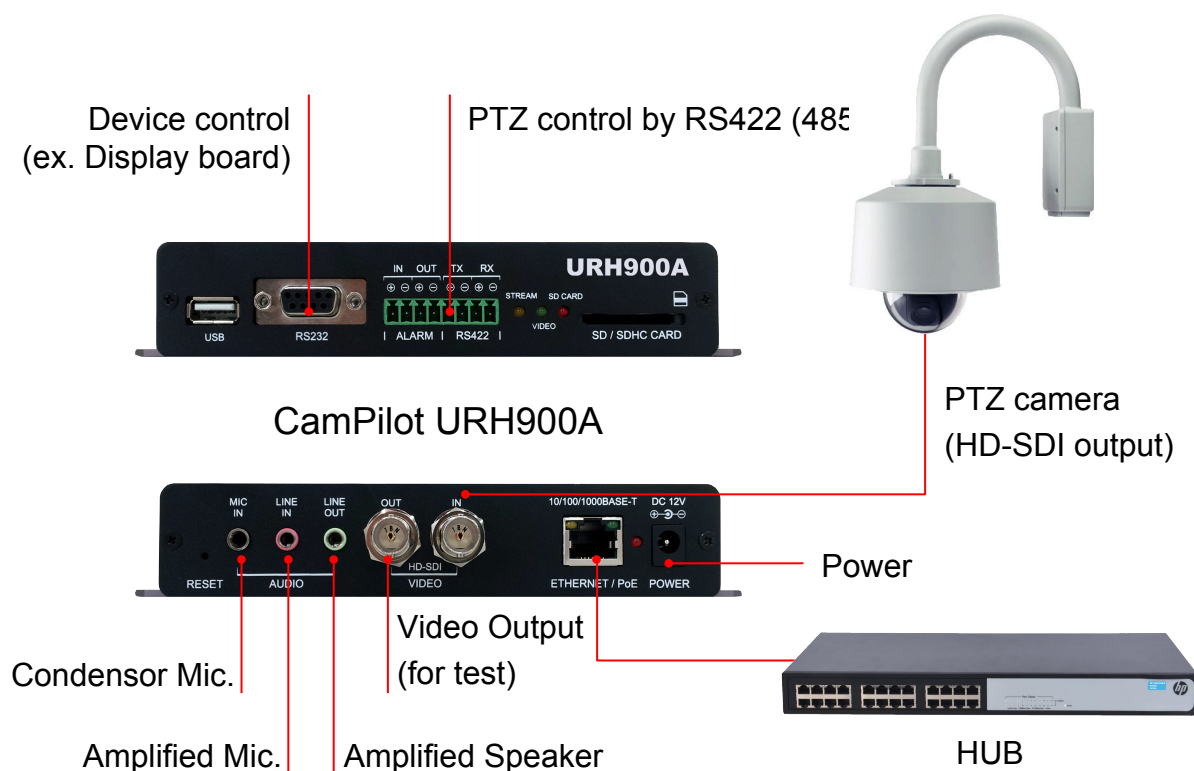 Device control
(ex. Display board)
PTZ control by RS422 (485
URH900A
IN OUT TX RX
STREAM SD CARD
VIDEO
USB
RS232
ALARM
RS422
SD / SDHC CARD
CamPilot URH900A
PTZ camera
(HD-SDI output)
MIC IN
LINE IN
LINE OUT
OUT
IN
10/100/1000BASE-T
DC 12V
HD-SDI
RESET
AUDIO
VIDEO
ETHERNET / PoE
POWER
Power
Video Output
(for test)
Condensor Mic.
Amplified Mic.
Amplified Speaker
hp
HUB